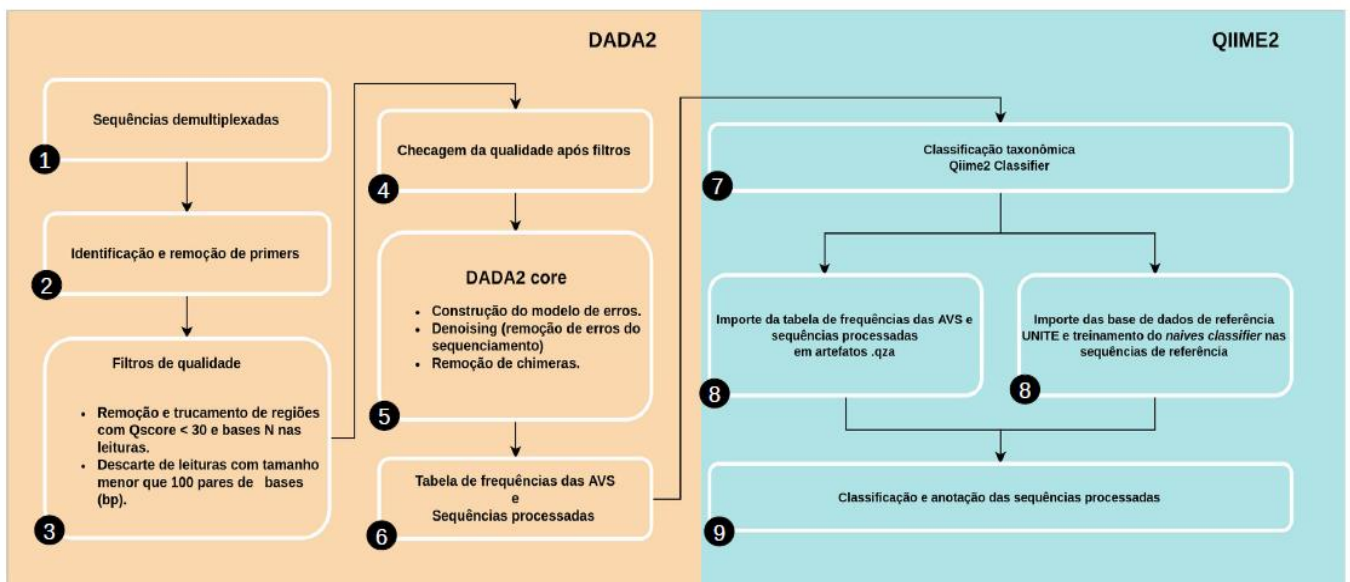 DADA2
Sequências demultiplexadas
1
Identificação e remoção de primers
2
Filtros de qualidade
• Remoção e trucamento de regiões
com Qscore < 30 e bases N nas
leituras.
• Descarte de leituras com tamanho
menor que 100 pares de bases
(bp).
3
Checagem da qualidade após filtros
4
DADA2 core
• Construção do modelo de erros.
• Denoising (remoção de erros do
sequenciamento)
• Remoção de chimeras.
5
Tabela de frequências das AVS
e
Sequências processadas
6
QIIME2
Classificação taxonômica
Qiime2 Classifier
7
Importe da tabela de frequências das AVS e
sequências processadas
em artefatos .qza
8
Importe das base de dados de referência
UNITE e treinamento do naives classifier nas
sequências de referência
8
Classificação e anotação das sequências processadas
9